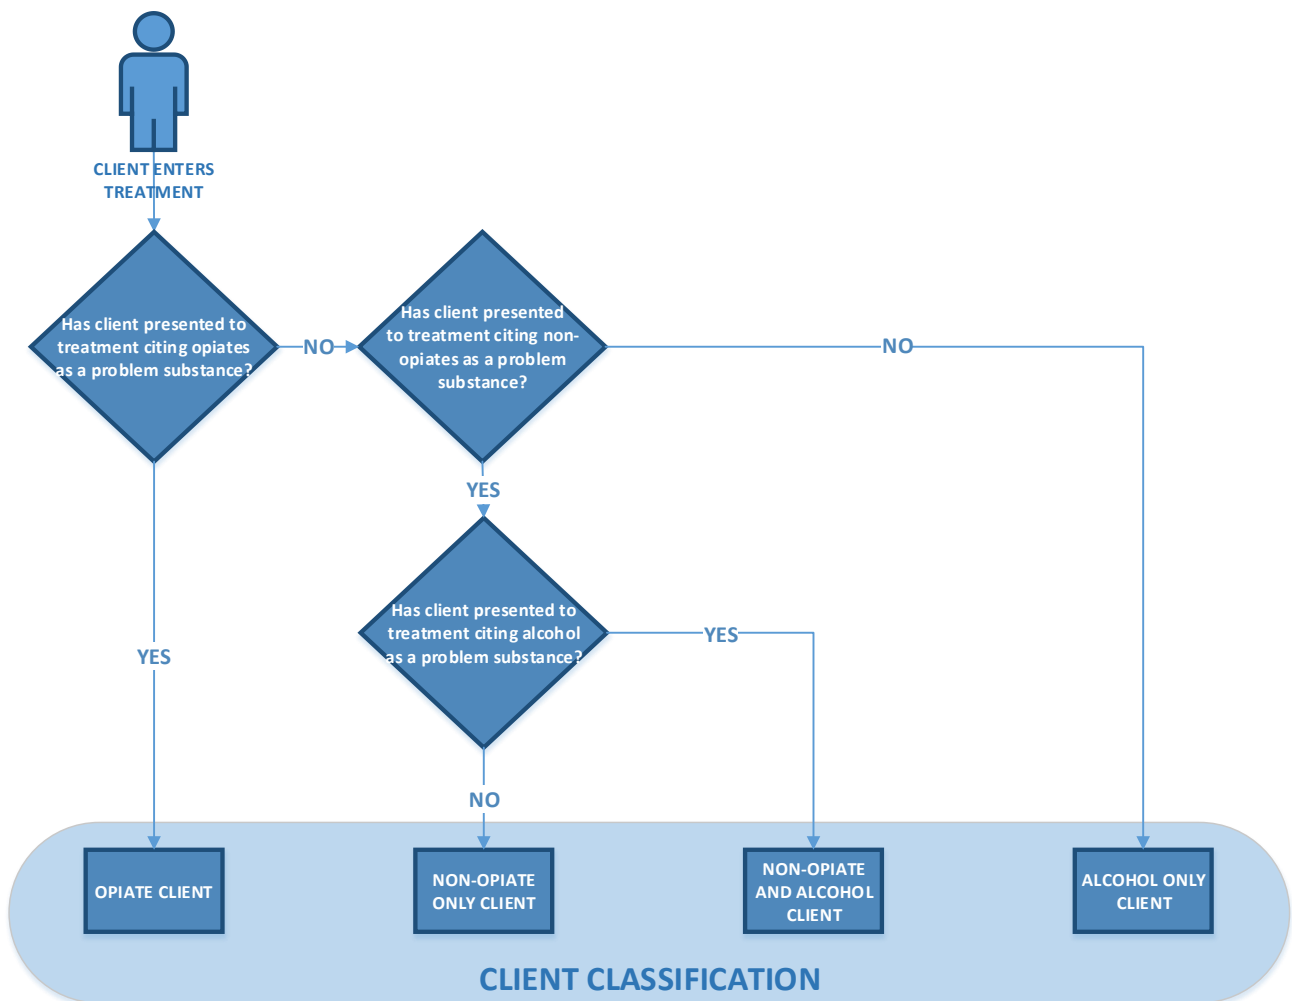 CLIENT ENTERS
TREATMENT
Has client presented to
treatment citing opiates
as a problem substance?
NO
Has client presented
to treatment citing non-
opiates as a problem
substance?
NO
YES
Has client presented to
treatment citing alcohol
as a problem substance?
YES
YES
NO
OPIATE CLIENT
NON-OPIATE
ONLY CLIENT
NON-OPIATE
AND ALCOHOL
CLIENT
ALCOHOL ONLY
CLIENT
CLIENT CLASSIFICATION